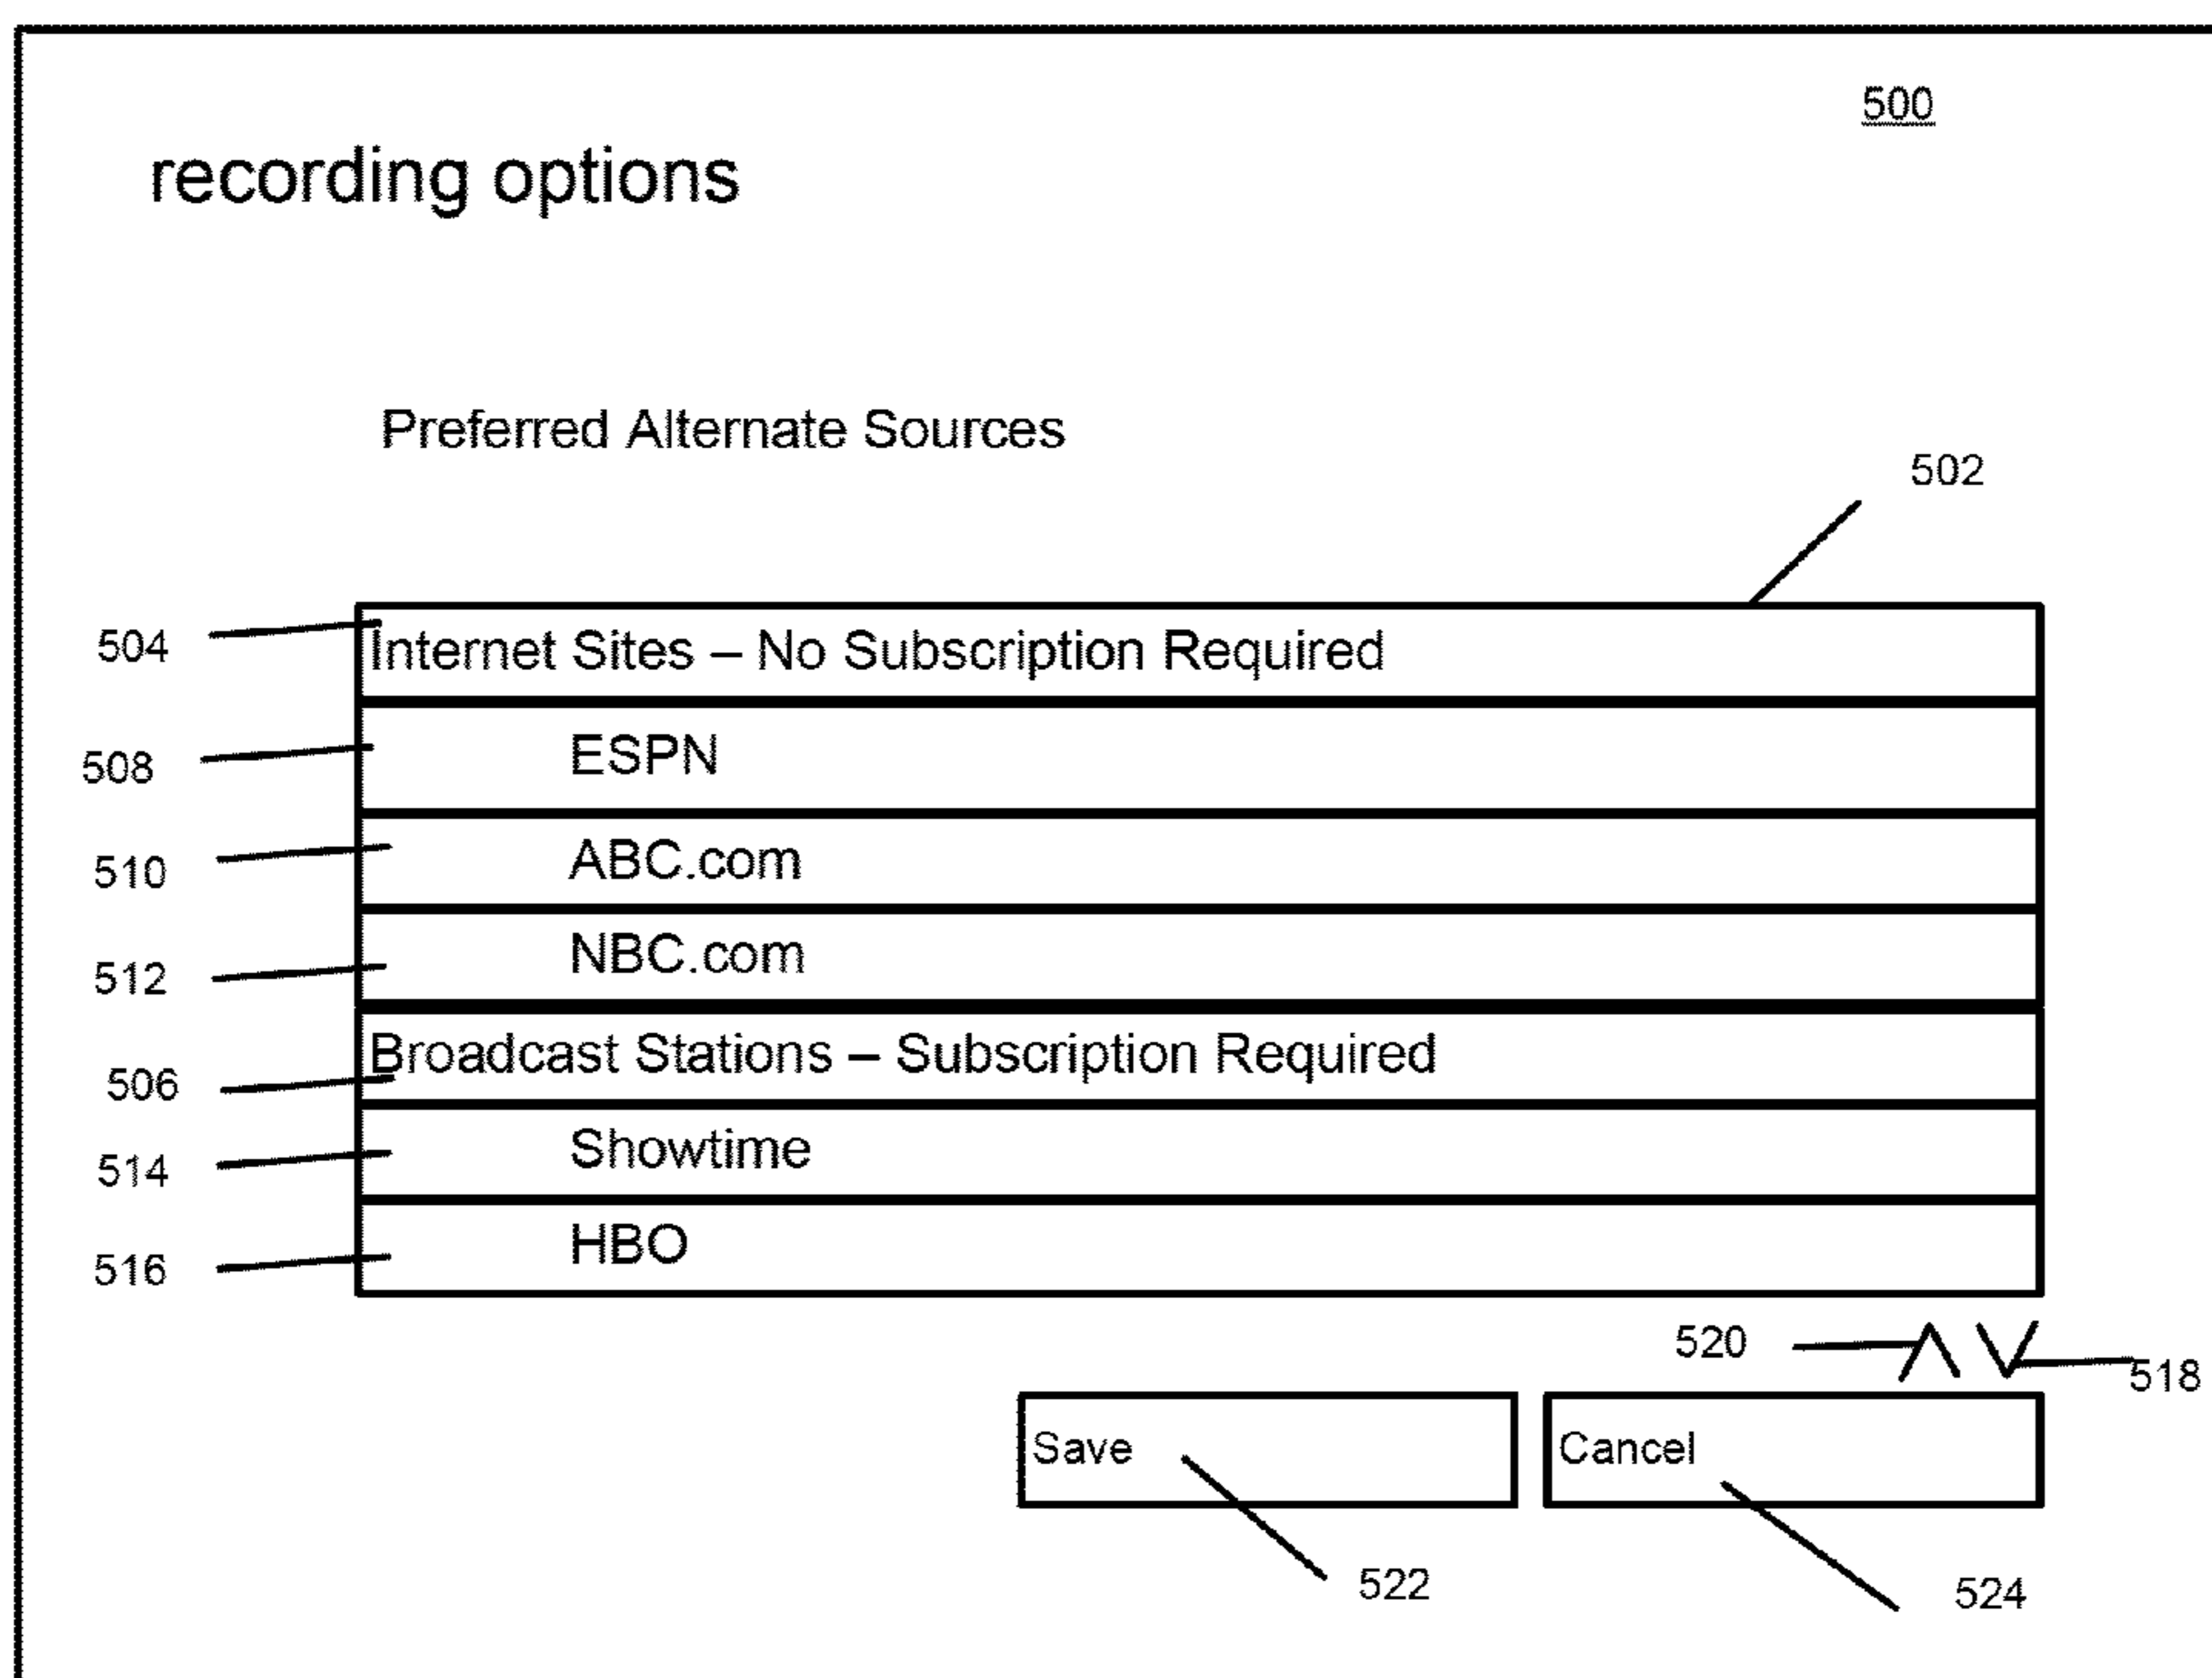 500
recording options
Preferred Alternate Sources
502
504 Internet Sites – No Subscription Required
508 ESPN
510 ABC.com
512 NBC.com
506 Broadcast Stations – Subscription Required
514 Showtime
516 HBO
520
518
Save Cancel
522 524